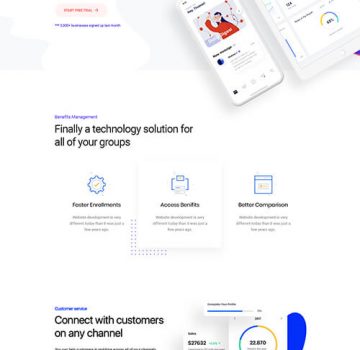 START FREE TRIAL →
*** 3,000+ businesses signed up last month
Benefits Management
Finally a technology solution for
all of your groups
Faster Enrollments
Access Benifits
Better Comparison
Website development is very
different today than it was just a
few years ago.
Website development is very
different today than it was just a
few years ago.
Website development is very
different today than it was just a
few years ago.
Customer service
Connect with customers
on any channel
Complete Your Profile
Sales
$27632
22.870